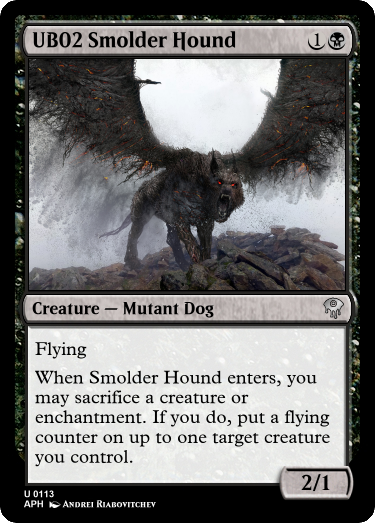 UB02 Smolder Hound 1
Creature — Mutant Dog
Flying
When Smolder Hound enters, you
may sacrifice a creature or
enchantment. If you do, put a flying
counter on up to one target creature
you control.
2/1
U 0113
APH Andrei Riabovitchev